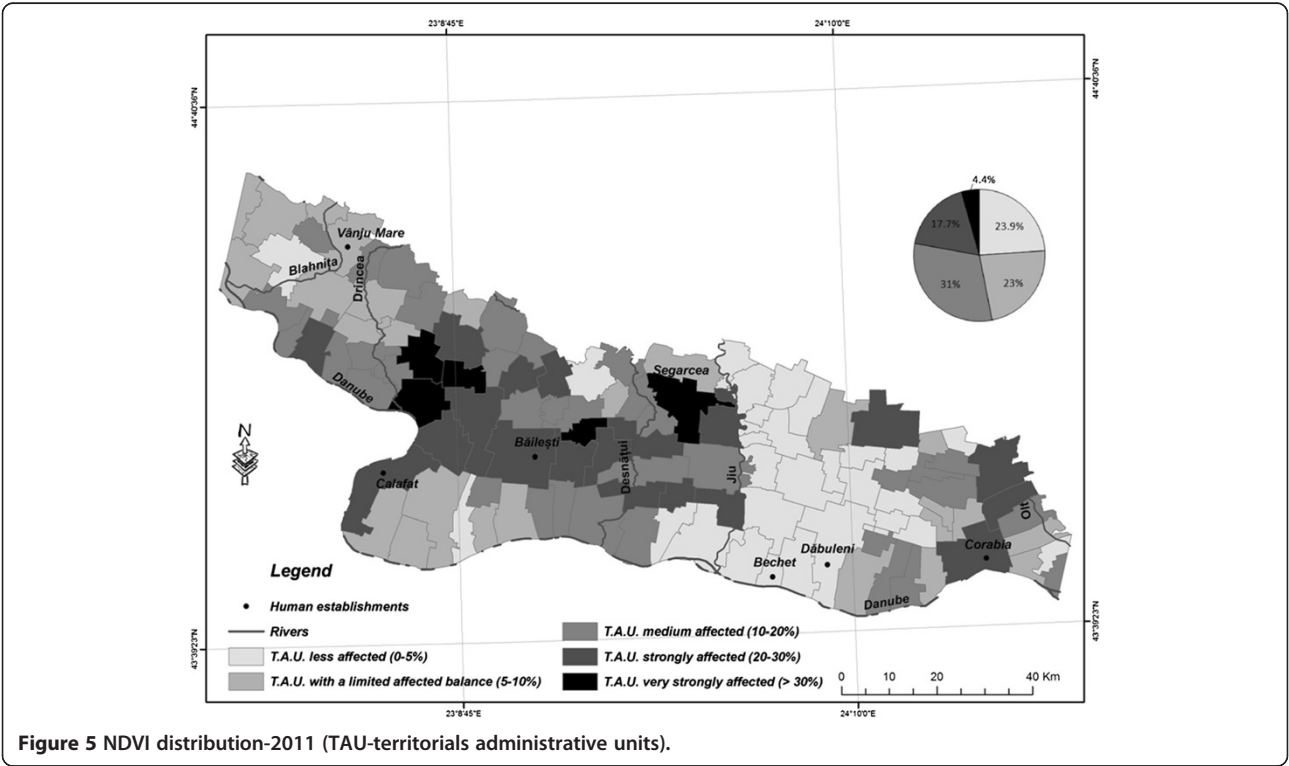 23°8'45"E
24°10'0"E
44°40'36"N
44°40'36"N
4.4%
17.7%
23.9%
31%
23%
Vânju Mare
Blahnița
Drincea
Danube
Segarcea
N
Băilești
Desnățui
Jiu
Calafat
Olt
Corabia
Dăbuleni
Bechet
Danube
Legend
Human establishments
Rivers
T.A.U. less affected (0-5%)
T.A.U. with a limited affected balance (5-10%)
T.A.U. medium affected (10-20%)
T.A.U. strongly affected (20-30%)
T.A.U. very strongly affected (> 30%)
0 10 20 40 Km
43°39'23"N
43°39'23"N
23°8'45"E
24°10'0"E
Figure 5 NDVI distribution-2011 (TAU-territorials administrative units).